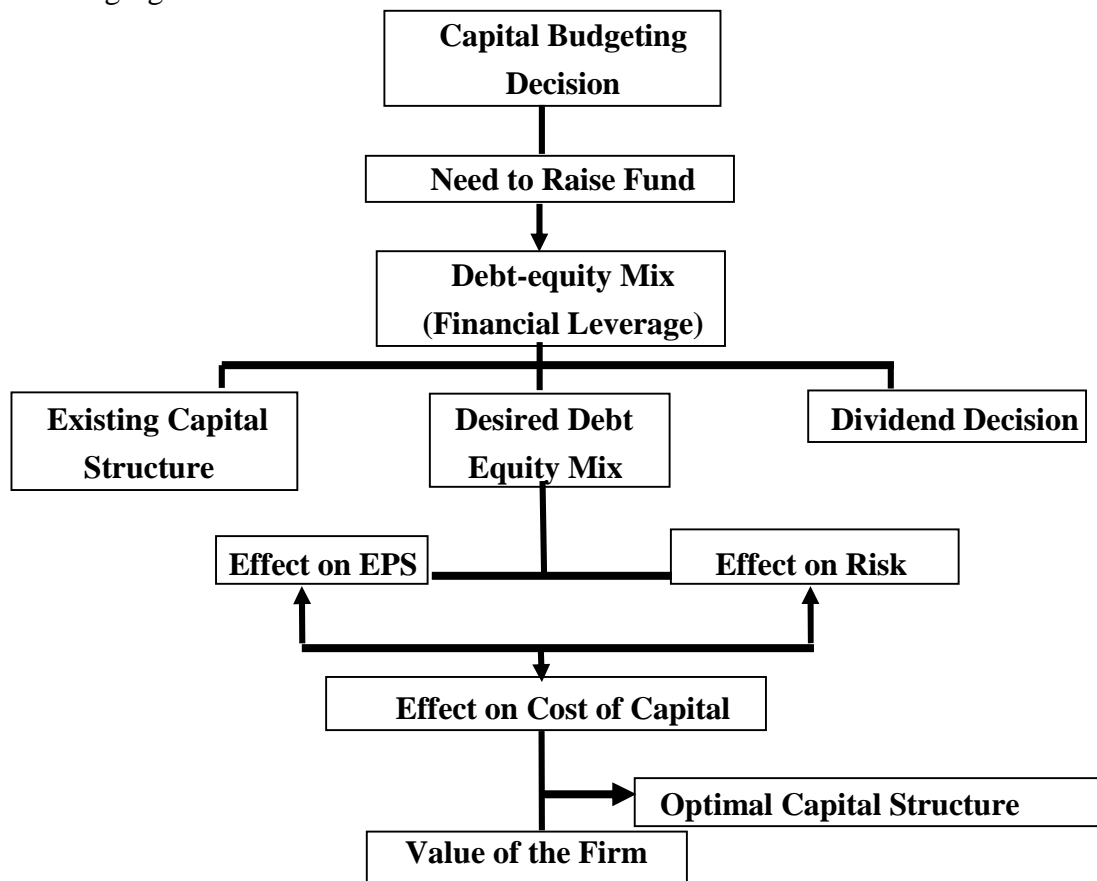 Capital Budgeting
Decision
Need to Raise Fund
Debt-equity Mix
(Financial Leverage)
Existing Capital
Structure
Desired Debt
Equity Mix
Dividend Decision
Effect on EPS
Effect on Risk
Effect on Cost of Capital
Optimal Capital Structure
Value of the Firm